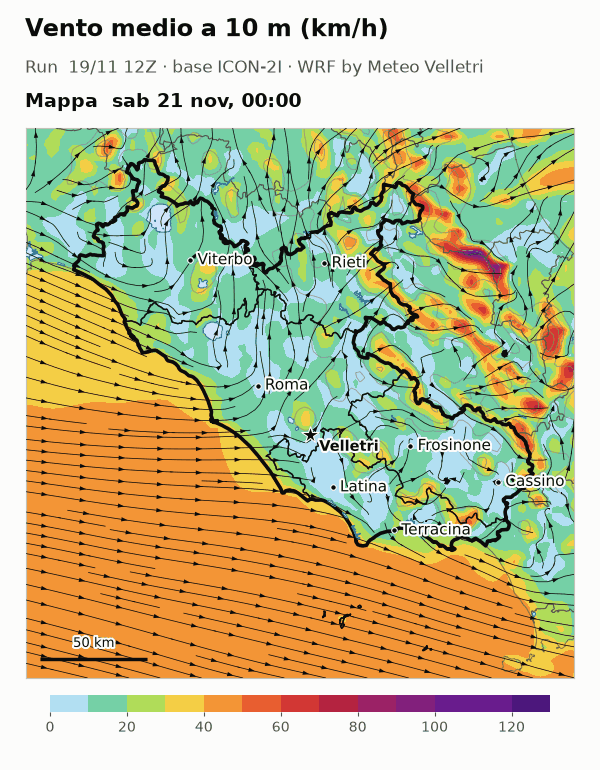 Vento medio a 10 m (km/h)
Run 19/11 12Z · base ICON-2I · WRF by Meteo Velletri
Mappa sab 21 nov, 00:00
Viterbo
Rieti
Roma
Velletri
Frosinone
Latina
Cassino
Terracina
50 km
0 20 40 60 80 100 120